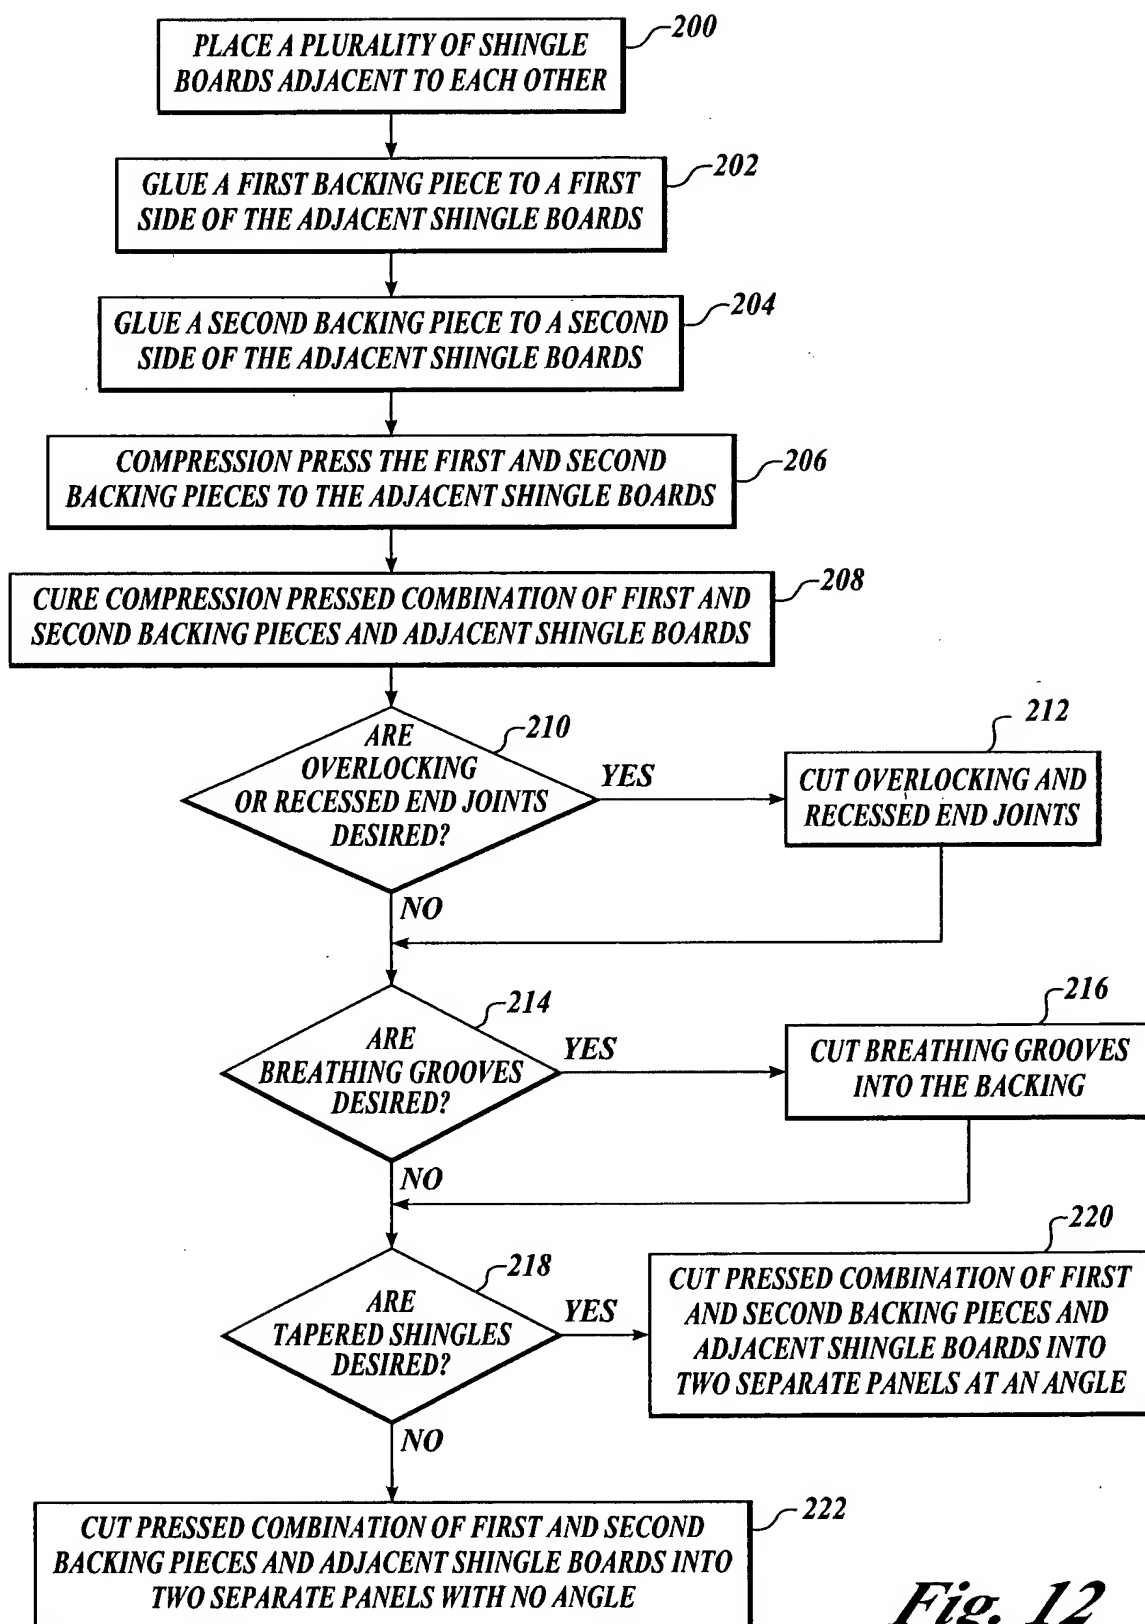 PLACE A PLURALITY OF SHINGLE
BOARDS ADJACENT TO EACH OTHER
200
GLUE A FIRST BACKING PIECE TO A FIRST
SIDE OF THE ADJACENT SHINGLE BOARDS
202
GLUE A SECOND BACKING PIECE TO A SECOND
SIDE OF THE ADJACENT SHINGLE BOARDS
204
COMPRESSION PRESS THE FIRST AND SECOND
BACKING PIECES TO THE ADJACENT SHINGLE BOARDS
206
CURE COMPRESSION PRESSED COMBINATION OF FIRST AND
SECOND BACKING PIECES AND ADJACENT SHINGLE BOARDS
208
ARE
OVERLOCKING
OR RECESSED END JOINTS
DESIRED?
210
YES
CUT OVERLOCKING AND
RECESSED END JOINTS
212
NO
ARE
BREATHING GROOVES
DESIRED?
214
YES
CUT BREATHING GROOVES
INTO THE BACKING
216
NO
ARE
TAPERED SHINGLES
DESIRED?
218
YES
CUT PRESSED COMBINATION OF FIRST
AND SECOND BACKING PIECES AND
ADJACENT SHINGLE BOARDS INTO
TWO SEPARATE PANELS AT AN ANGLE
220
NO
CUT PRESSED COMBINATION OF FIRST AND SECOND
BACKING PIECES AND ADJACENT SHINGLE BOARDS INTO
TWO SEPARATE PANELS WITH NO ANGLE
222
Fig. 12